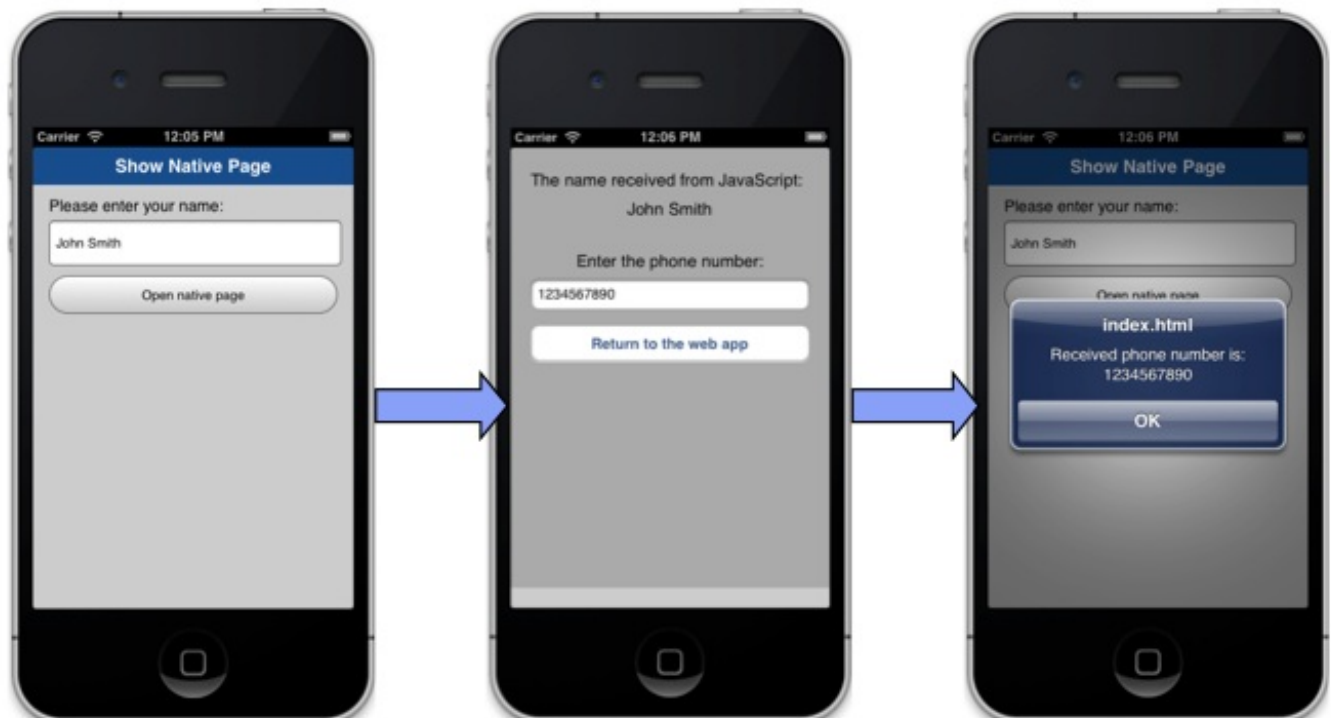 Carrier 12:05 PM
Show Native Page
Please enter your name:
John Smith
Open native page
Carrier 12:06 PM
The name received from JavaScript:
John Smith
Enter the phone number:
1234567890
Return to the web app
Carrier 12:06 PM
Show Native Page
Please enter your name:
John Smith
Open native page
index.html
Received phone number is:
1234567890
OK